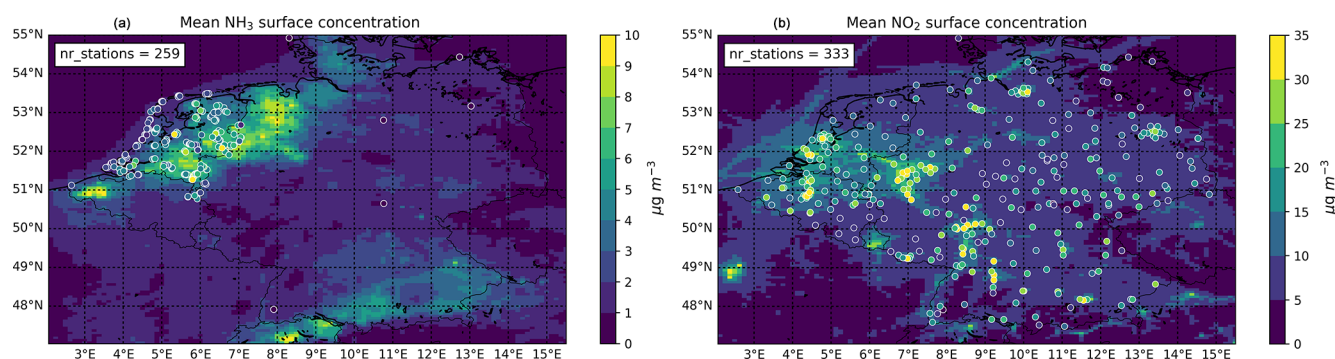 (a) Mean NH₃ surface concentration
nr_stations = 259
55°N
54°N
53°N
52°N
51°N
50°N
49°N
48°N
3°E 4°E 5°E 6°E 7°E 8°E 9°E 10°E 11°E 12°E 13°E 14°E 15°E
10
9
8
7
6
5
4
3
2
1
0
μg m⁻³
(b) Mean NO₂ surface concentration
nr_stations = 333
55°N
54°N
53°N
52°N
51°N
50°N
49°N
48°N
3°E 4°E 5°E 6°E 7°E 8°E 9°E 10°E 11°E 12°E 13°E 14°E 15°E
35
30
25
20
15
10
5
0
μg m⁻³